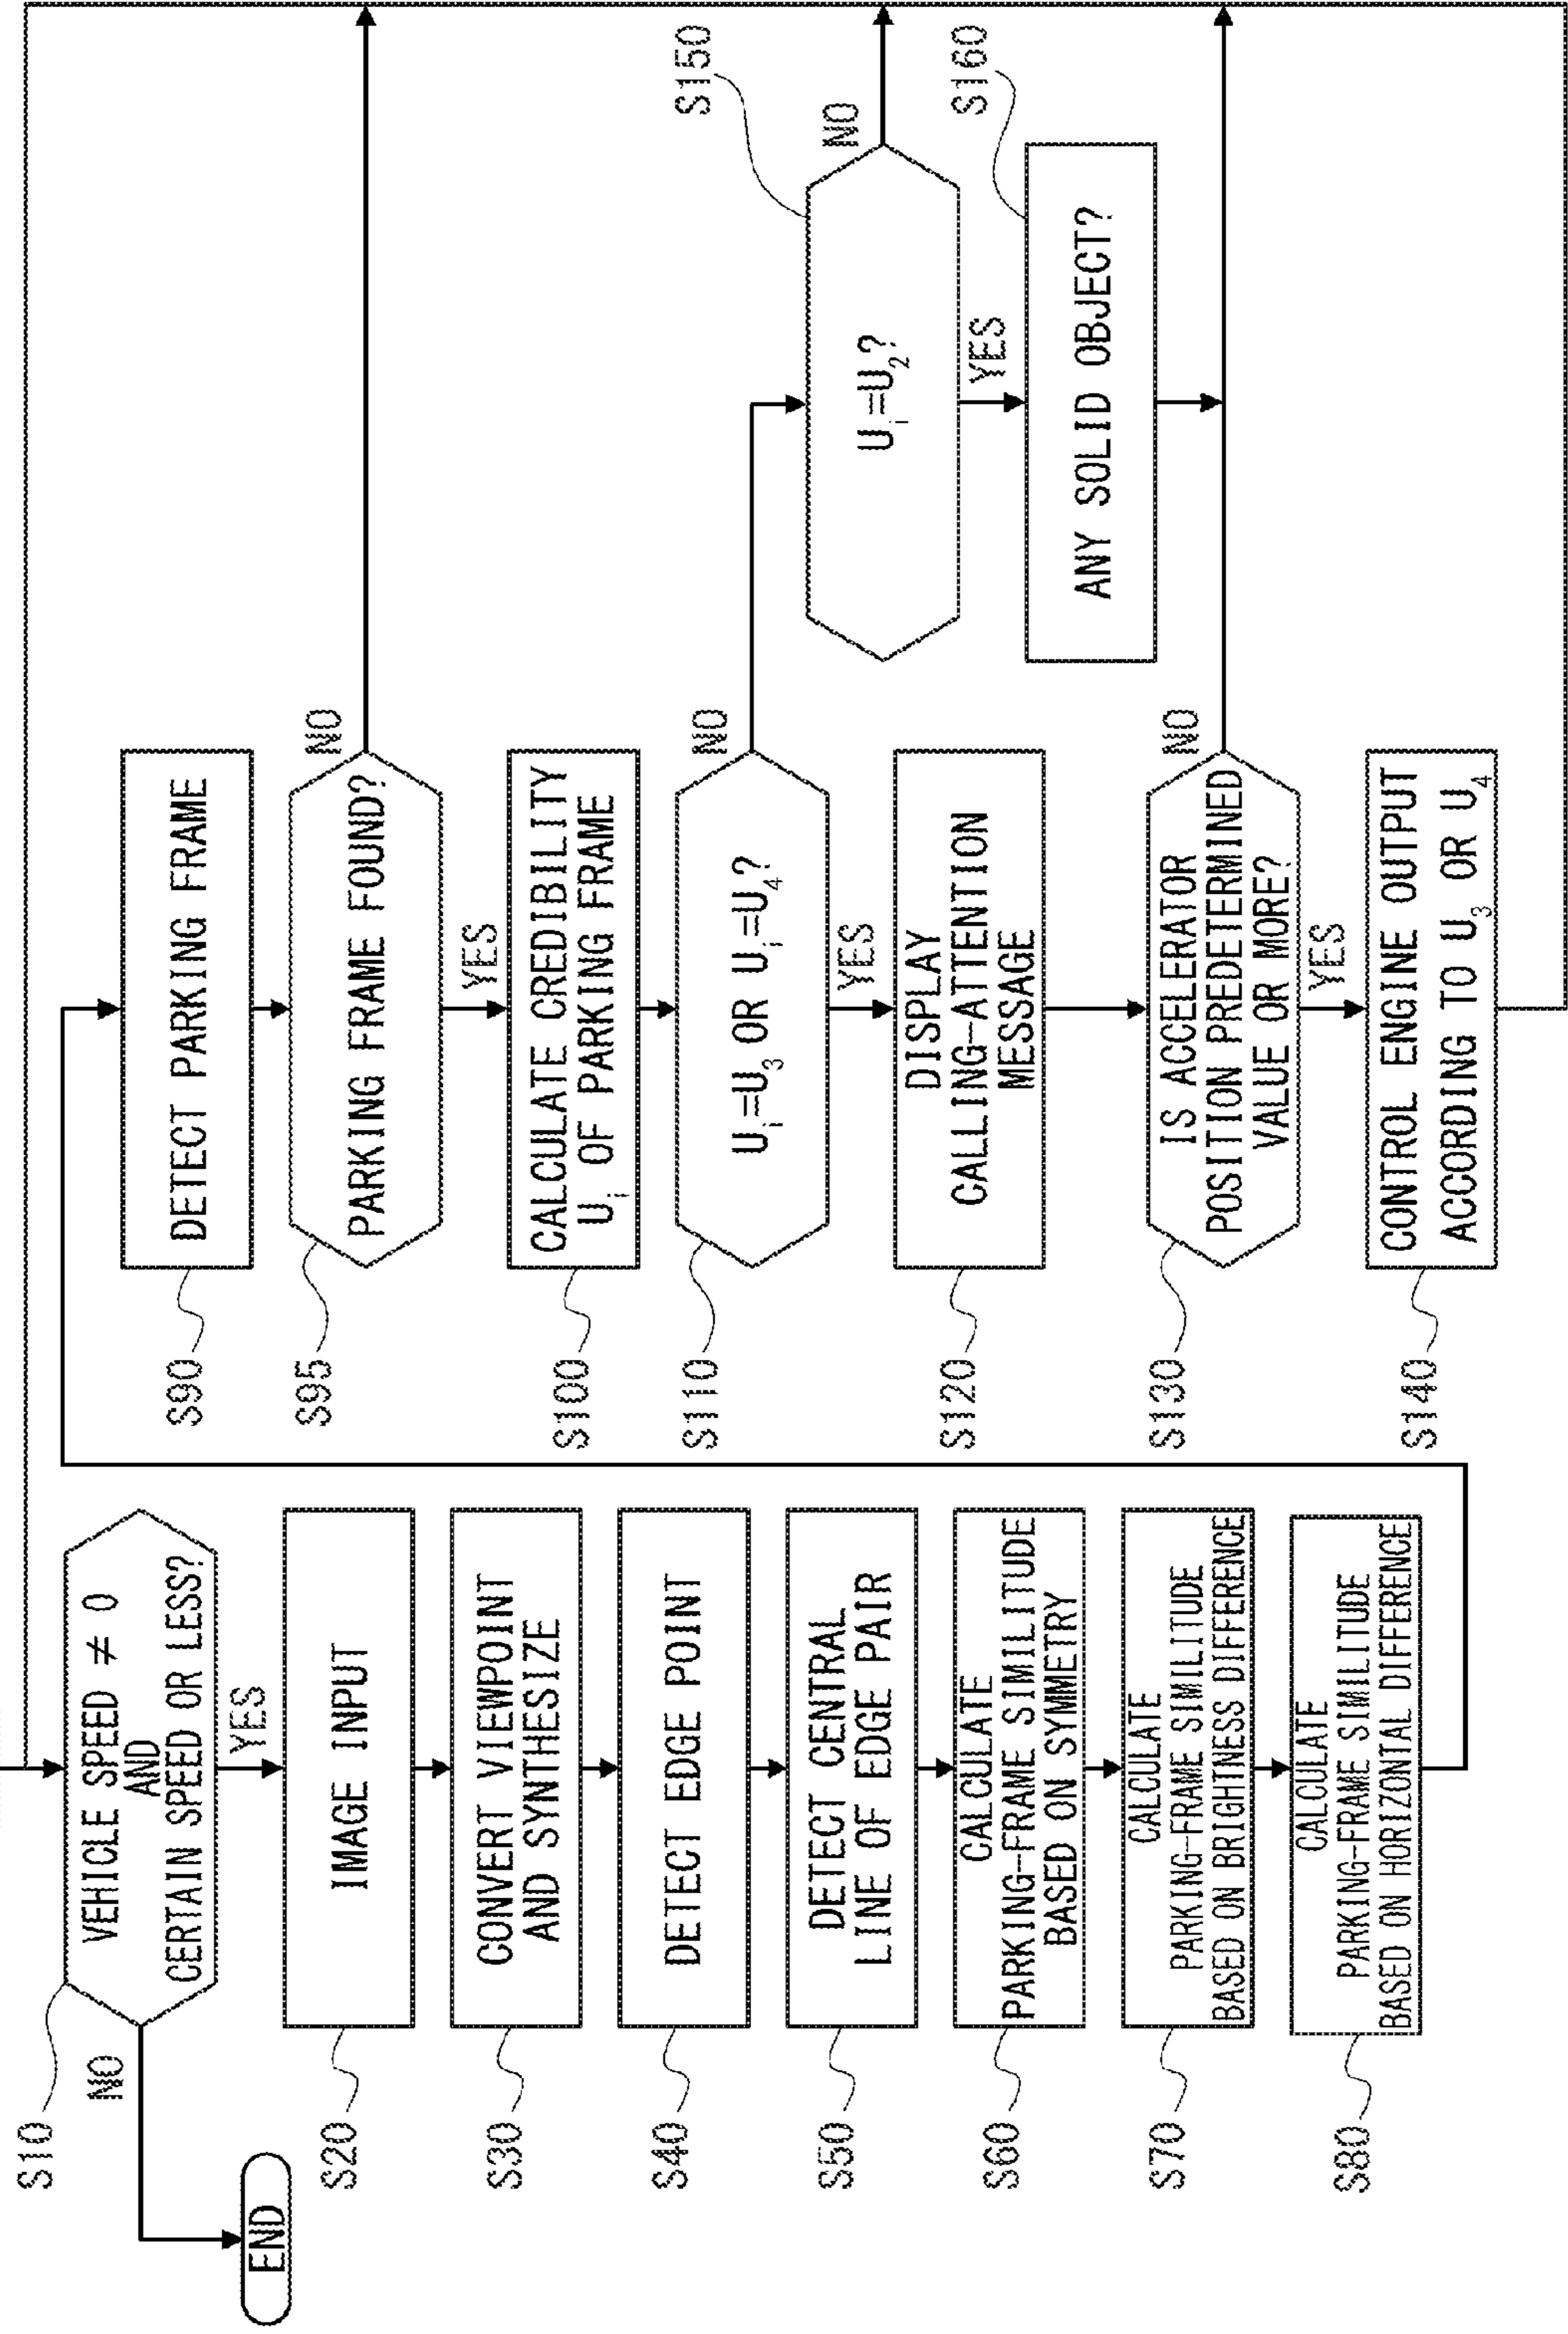 S10
VEHICLE SPEED ≠ 0
AND
CERTAIN SPEED OR LESS?
NO
END
YES
S20
IMAGE INPUT
S30
CONVERT VIEWPOINT
AND SYNTHESIZE
S40
DETECT EDGE POINT
S50
DETECT CENTRAL
LINE OF EDGE PAIR
S60
CALCULATE
PARKING-FRAME SIMILITUDE
BASED ON SYMMETRY
S70
CALCULATE
PARKING-FRAME SIMILITUDE
BASED ON BRIGHTNESS DIFFERENCE
S80
CALCULATE
PARKING-FRAME SIMILITUDE
BASED ON HORIZONTAL DIFFERENCE
S90
DETECT PARKING FRAME
S95
PARKING FRAME FOUND?
NO
YES
S100
CALCULATE CREDIBILITY
Ui OF PARKING FRAME
S110
Ui=U3 OR Ui=U4?
NO
YES
S120
DISPLAY
CALLING-ATTENTION
MESSAGE
S130
IS ACCELERATOR
POSITION PREDETERMINED
VALUE OR MORE?
NO
YES
S140
CONTROL ENGINE OUTPUT
ACCORDING TO U3 OR U4
S150
Ui=U2?
NO
YES
S160
ANY SOLID OBJECT?